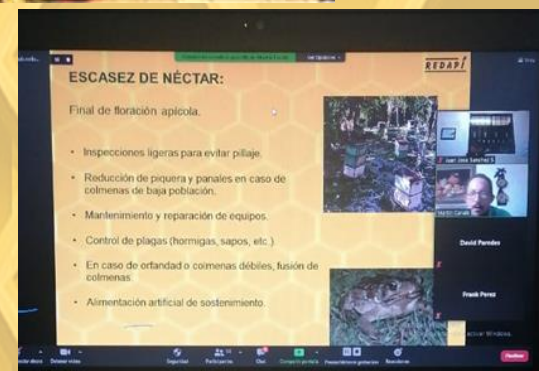 REDAPI
ESCASEZ DE NÉCTAR:
Final de floración apícola.
• Inspecciones ligeras para evitar pillaje.
• Reducción de piquera y panales en caso de
colmenas de baja población.
• Mantenimiento y reparación de equipos.
• Control de plagas (hormigas, sapos, etc.).
• En caso de orfandad o colmenas débiles, fusión de
colmenas.
• Alimentación artificial de sostenimiento.
Juan Jose Sanchez S.
David Paredes
Frank Perez
Seguridad
Participantes
Chat
Compartir pantalla
Reacciones